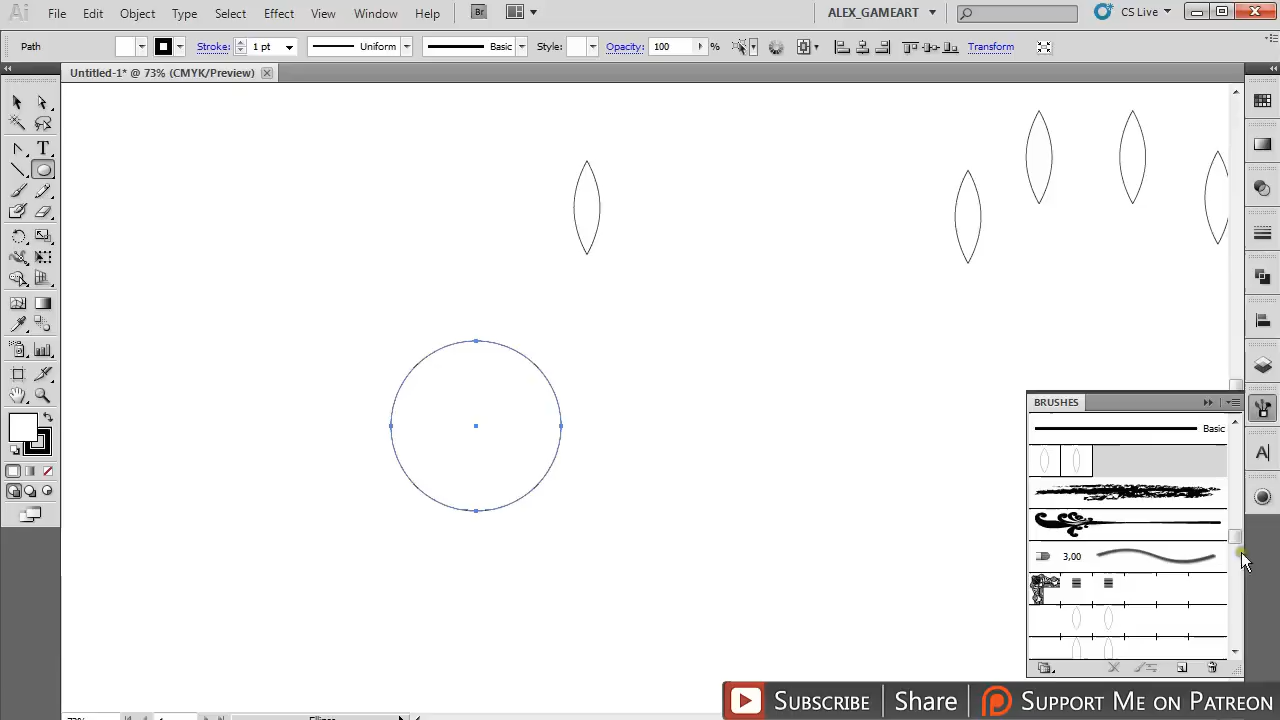 Ai File Edit Object Type Select Effect View Window Help Br ALEX_GAMEART CS Live
Path Stroke: 1 pt Uniform Basic Style: Opacity: 100 % Transform
Untitled-1* @ 73% (CMYK/Preview)
BRUSHES
Basic
3,00
SUBSCRIBE Share SUPPORT ME ON PATREON